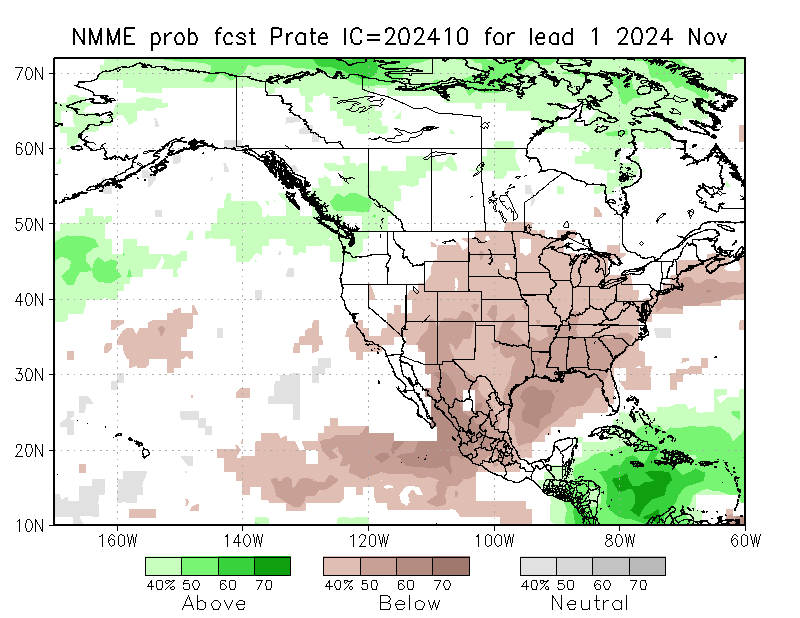 NMME prob fcst Prate IC=202410 for lead 1 2024 Nov
70N
60N
50N
40N
30N
20N
10N
160W 140W 120W 100W 80W 60W
40% 50 60 70 40% 50 60 70 40% 50 60 70
Above Below Neutral